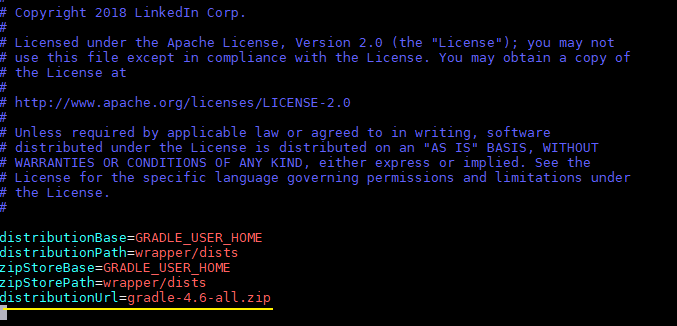 #
# Copyright 2018 LinkedIn Corp.
#
# Licensed under the Apache License, Version 2.0 (the "License"); you may not
# use this file except in compliance with the License. You may obtain a copy of
# the License at
#
# http://www.apache.org/licenses/LICENSE-2.0
#
# Unless required by applicable law or agreed to in writing, software
# distributed under the License is distributed on an "AS IS" BASIS, WITHOUT
# WARRANTIES OR CONDITIONS OF ANY KIND, either express or implied. See the
# License for the specific language governing permissions and limitations under
# the License.
#
distributionBase=GRADLE_USER_HOME
distributionPath=wrapper/dists
zipStoreBase=GRADLE_USER_HOME
zipStorePath=wrapper/dists
distributionUrl=gradle-4.6-all.zip